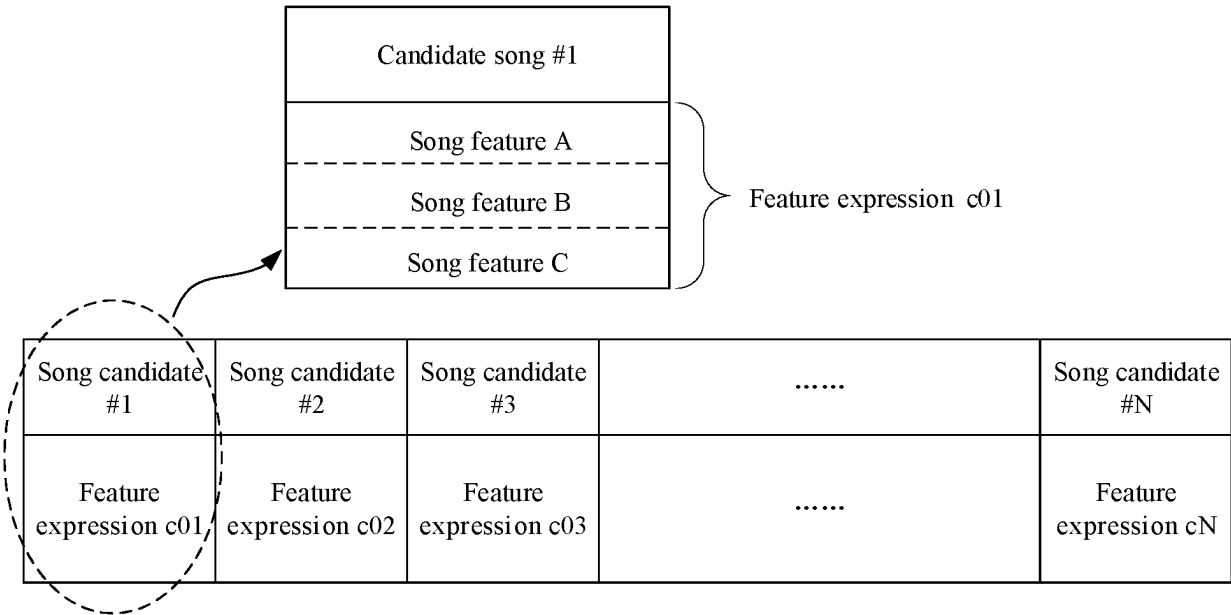 Candidate song #1
Song feature A
Song feature B
Song feature C
Feature expression c01
Song candidate
#1
Song candidate
#2
Song candidate
#3
......
Song candidate
#N
Feature
expression c01
Feature
expression c02
Feature
expression c03
......
Feature
expression cN